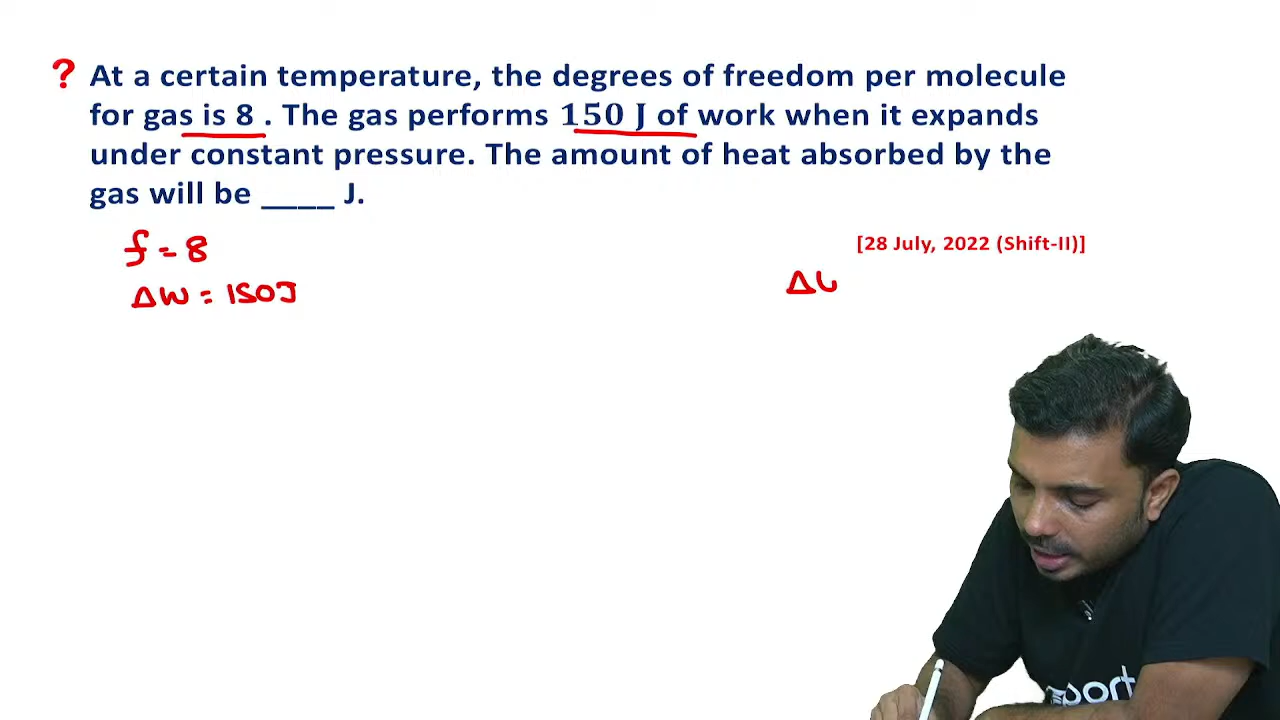 ? At a certain temperature, the degrees of freedom per molecule
for gas is 8 . The gas performs 150 J of work when it expands
under constant pressure. The amount of heat absorbed by the
gas will be ____ J.
[28 July, 2022 (Shift-II)]
f = 8
ΔW = 150J